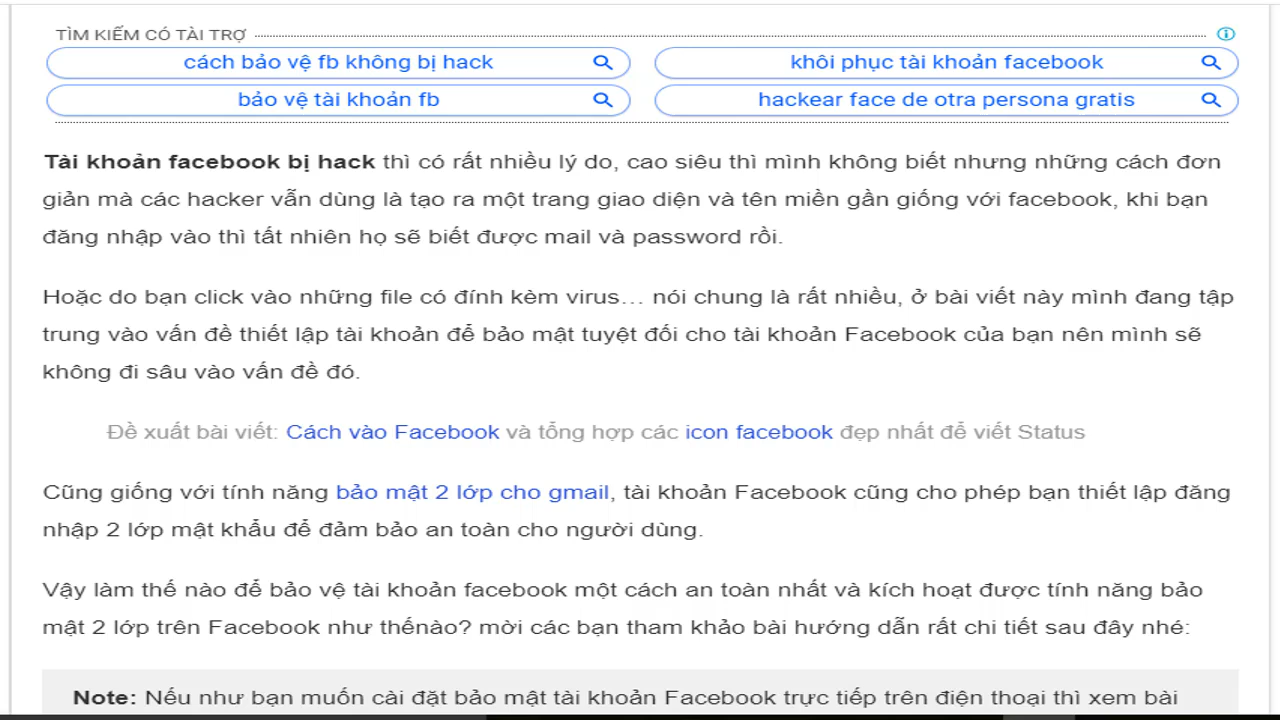 TÌM KIẾM CÓ TÀI TRỢ
cách bảo vệ fb không bị hack
khôi phục tài khoản facebook
bảo vệ tài khoản fb
hackear face de otra persona gratis
Tài khoản facebook bị hack thì có rất nhiều lý do, cao siêu thì mình không biết nhưng những cách đơn
giản mà các hacker vẫn dùng là tạo ra một trang giao diện và tên miền gần giống với facebook, khi bạn
đăng nhập vào thì tất nhiên họ sẽ biết được mail và password rồi.
Hoặc do bạn click vào những file có đính kèm virus… nói chung là rất nhiều, ở bài viết này mình đang tập
trung vào vấn đề thiết lập tài khoản để bảo mật tuyệt đối cho tài khoản Facebook của bạn nên mình sẽ
không đi sâu vào vấn đề đó.
Đề xuất bài viết: Cách vào Facebook và tổng hợp các icon facebook đẹp nhất để viết Status
Cũng giống với tính năng bảo mật 2 lớp cho gmail, tài khoản Facebook cũng cho phép bạn thiết lập đăng
nhập 2 lớp mật khẩu để đảm bảo an toàn cho người dùng.
Vậy làm thế nào để bảo vệ tài khoản facebook một cách an toàn nhất và kích hoạt được tính năng bảo
mật 2 lớp trên Facebook như thếnào? mời các bạn tham khảo bài hướng dẫn rất chi tiết sau đây nhé:
Note: Nếu như bạn muốn cài đặt bảo mật tài khoản Facebook trực tiếp trên điện thoại thì xem bài